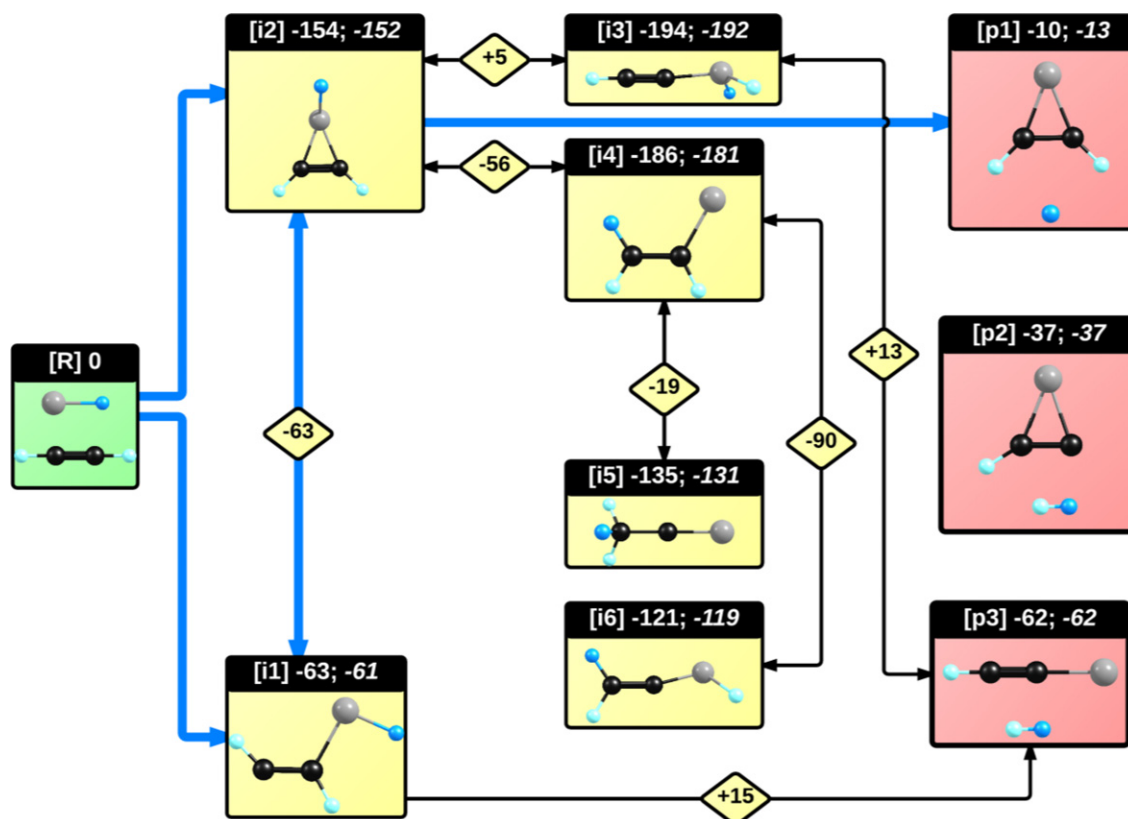 [i2] -154; -152
[i3] -194; -192
[p1] -10; -13
+5
[i4] -186; -181
-56
[p2] -37; -37
[R] 0
+13
-19
-63
-90
[i5] -135; -131
[i6] -121; -119
[p3] -62; -62
[i1] -63; -61
+15